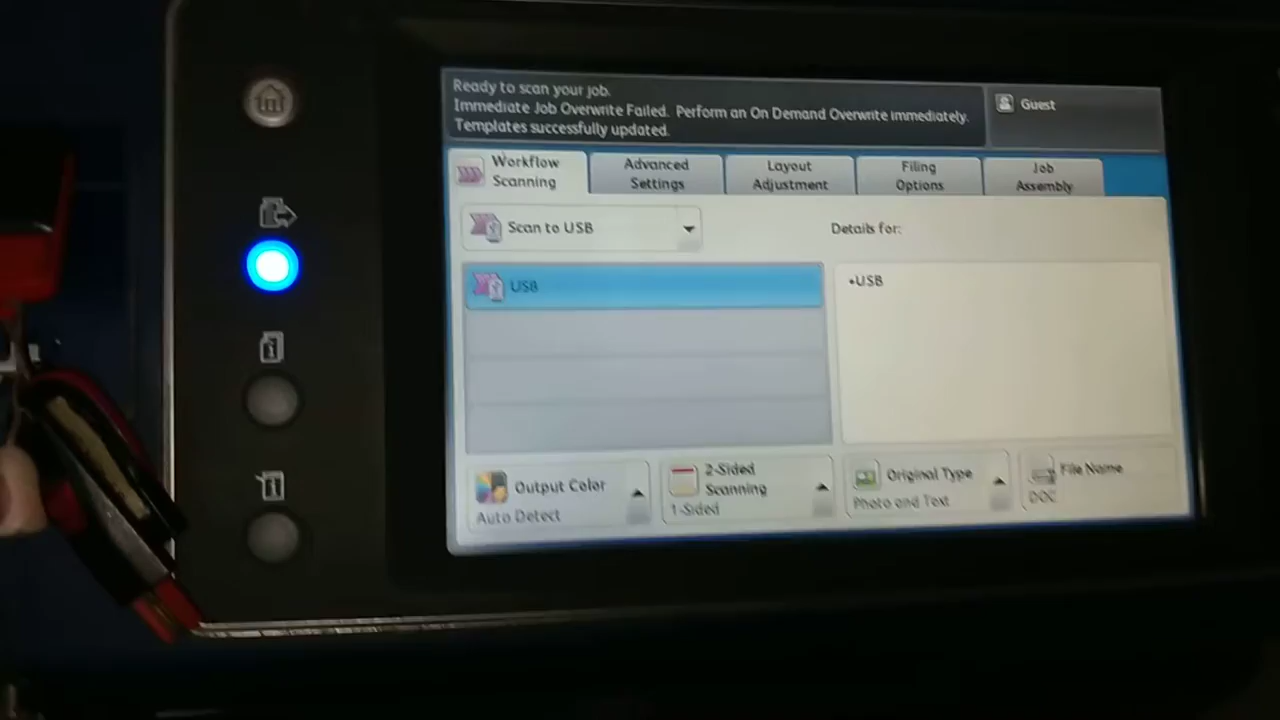 Ready to scan your job.
Immediate Job Overwrite Failed. Perform an On Demand Overwrite immediately.
Templates successfully updated.
Guest
Workflow
Scanning
Advanced
Settings
Layout
Adjustment
Filing
Options
Job
Assembly
Scan to USB
Details for:
USB
•USB
Output Color
Auto Detect
2-Sided
Scanning
1-Sided
Original Type
Photo and Text
File Name
DOC